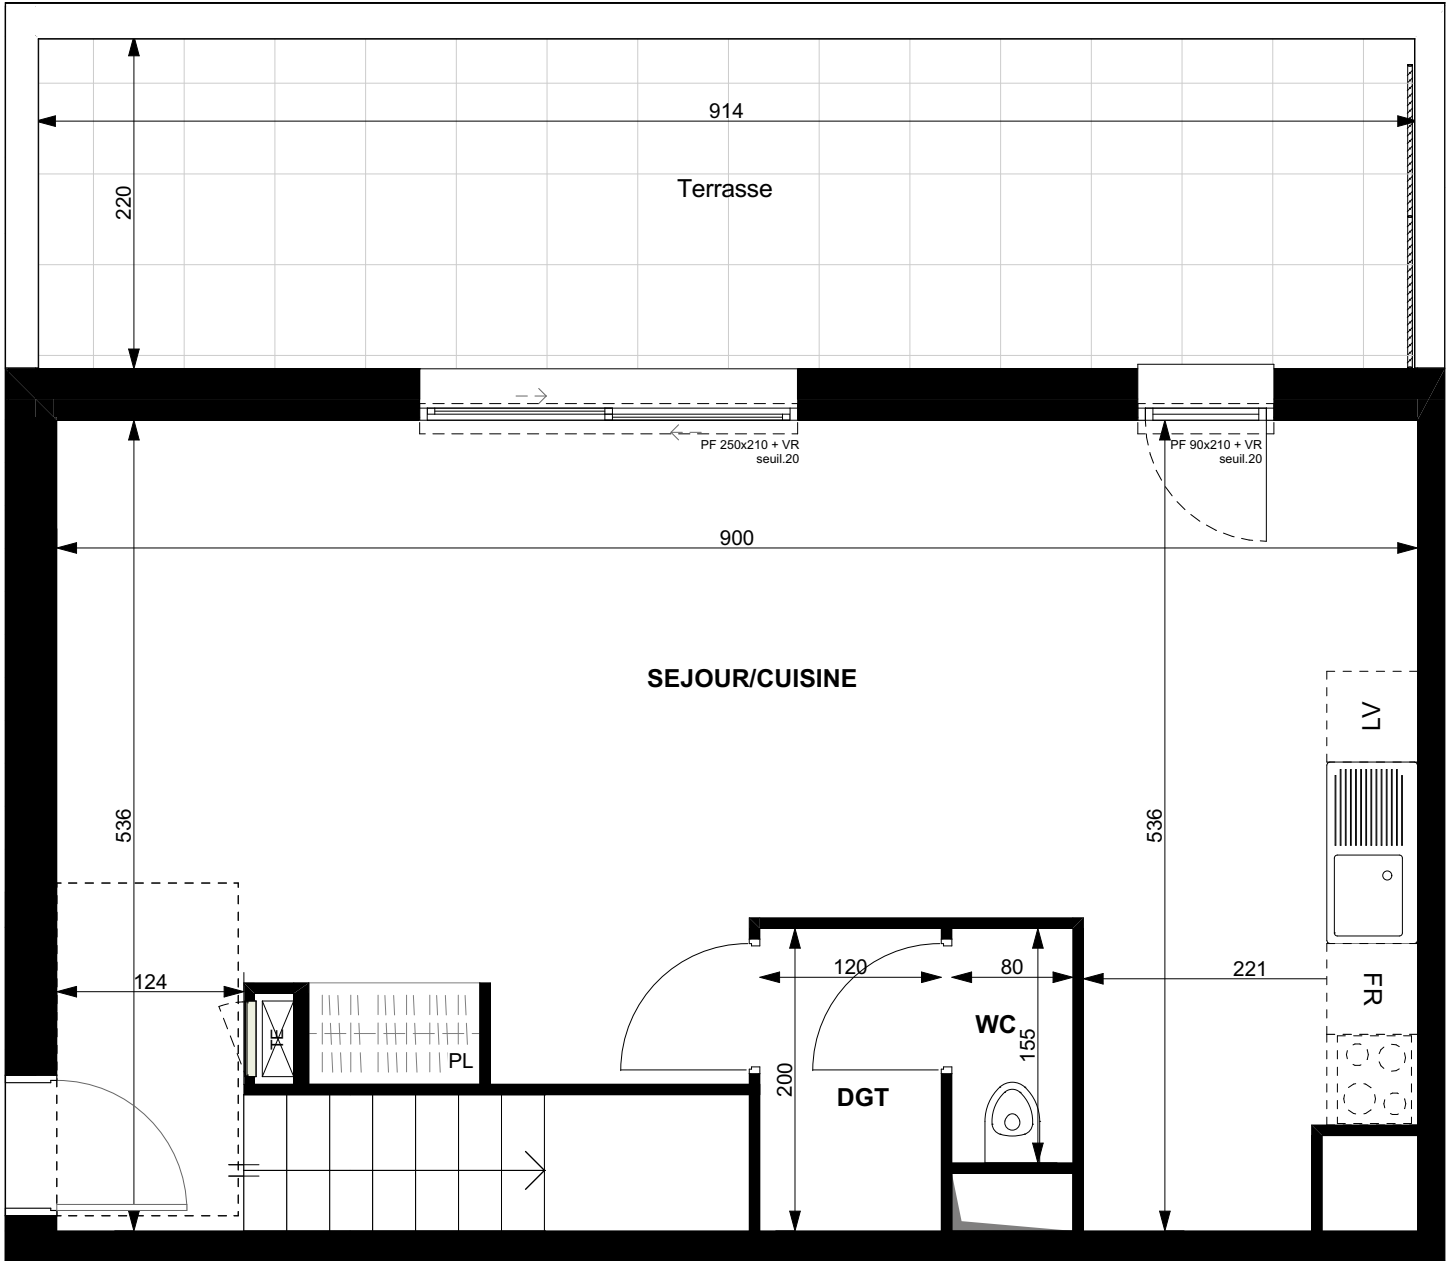 914
Terrasse
220
PF 250x210 + VR
seuil.20
PF 90x210 + VR
seuil.20
900
SEJOUR/CUISINE
LV
536
536
124
120
80
221
FR
WC
TE
PL
155
200
DGT